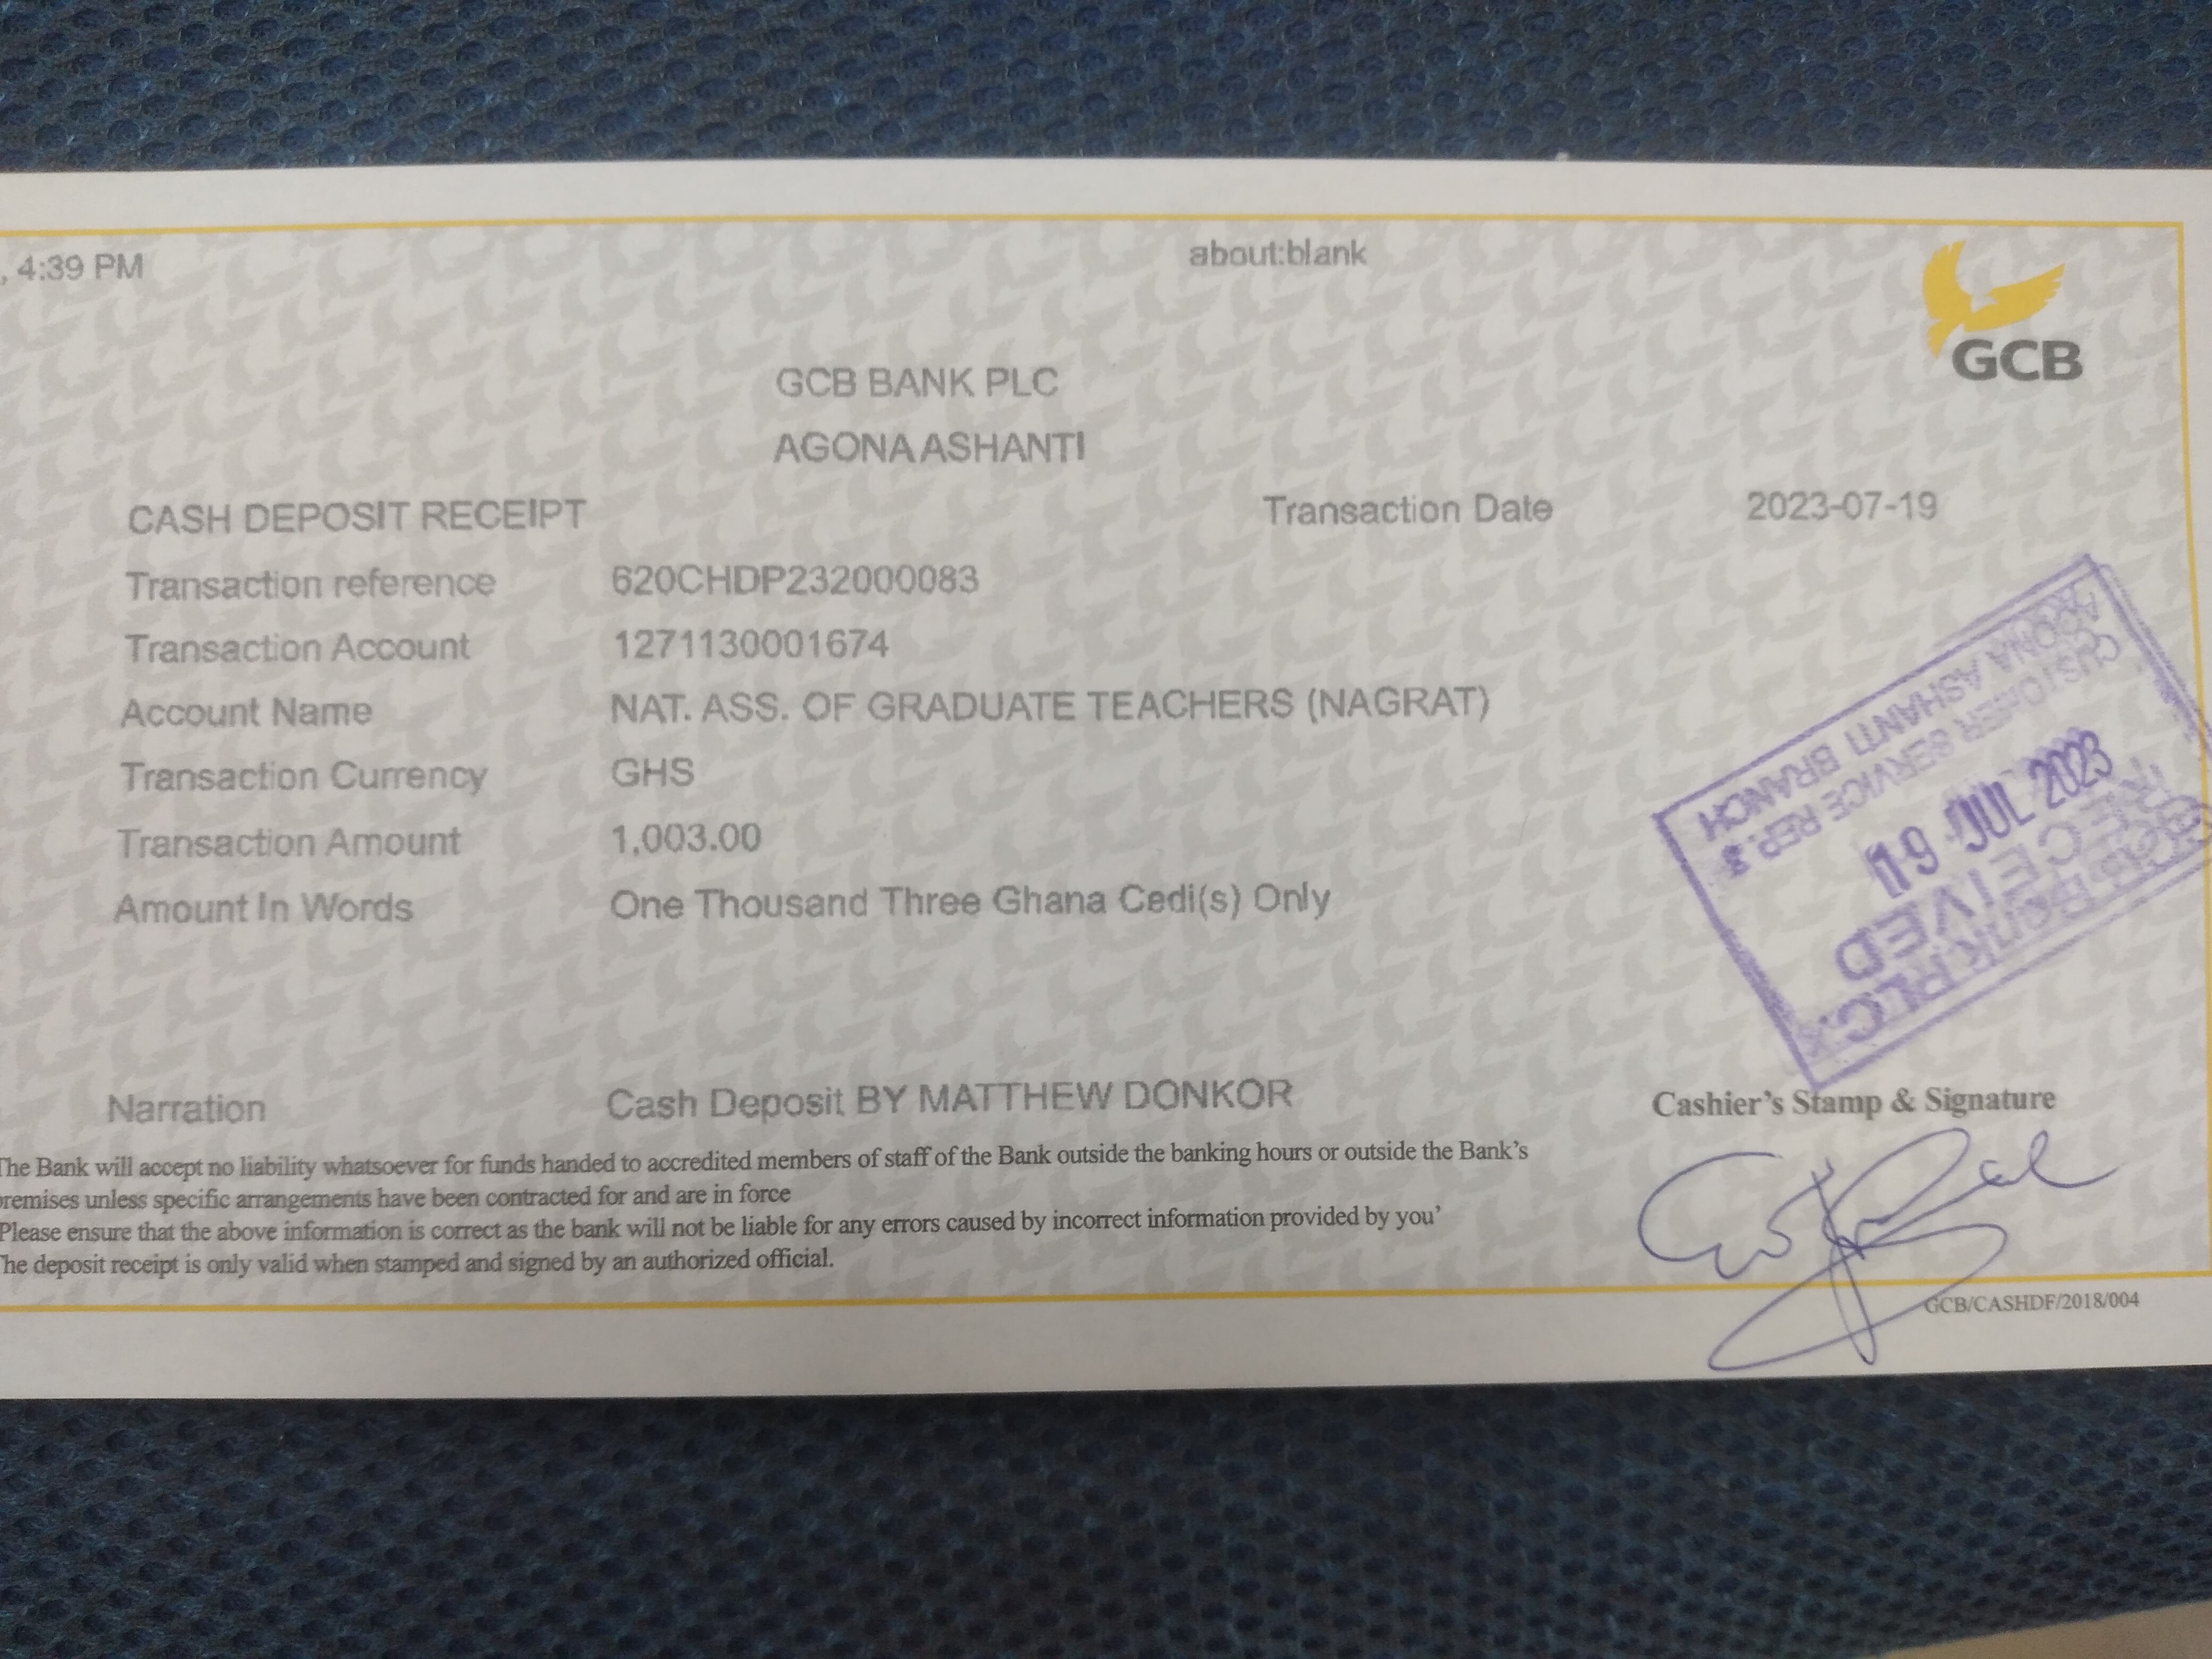 , 4:39 PM about:blank
GCB
GCB BANK PLC
AGONA ASHANTI
CASH DEPOSIT RECEIPT Transaction Date 2023-07-19
Transaction reference 620CHDP232000083
Transaction Account 1271130001674
Account Name NAT. ASS. OF GRADUATE TEACHERS (NAGRAT)
Transaction Currency GHS
Transaction Amount 1,003.00
Amount In Words One Thousand Three Ghana Cedi(s) Only
AGONA ASHANTI BRANCH
CUSTOMER SERVICE REP.
19 JUL 2023
RECEIVED
GCB BANK PLC.
Narration Cash Deposit BY MATTHEW DONKOR
Cashier's Stamp & Signature
The Bank will accept no liability whatsoever for funds handed to accredited members of staff of the Bank outside the banking hours or outside the Bank's
premises unless specific arrangements have been contracted for and are in force
Please ensure that the above information is correct as the bank will not be liable for any errors caused by incorrect information provided by you'
The deposit receipt is only valid when stamped and signed by an authorized official.
GCB/CASHDF/2018/004